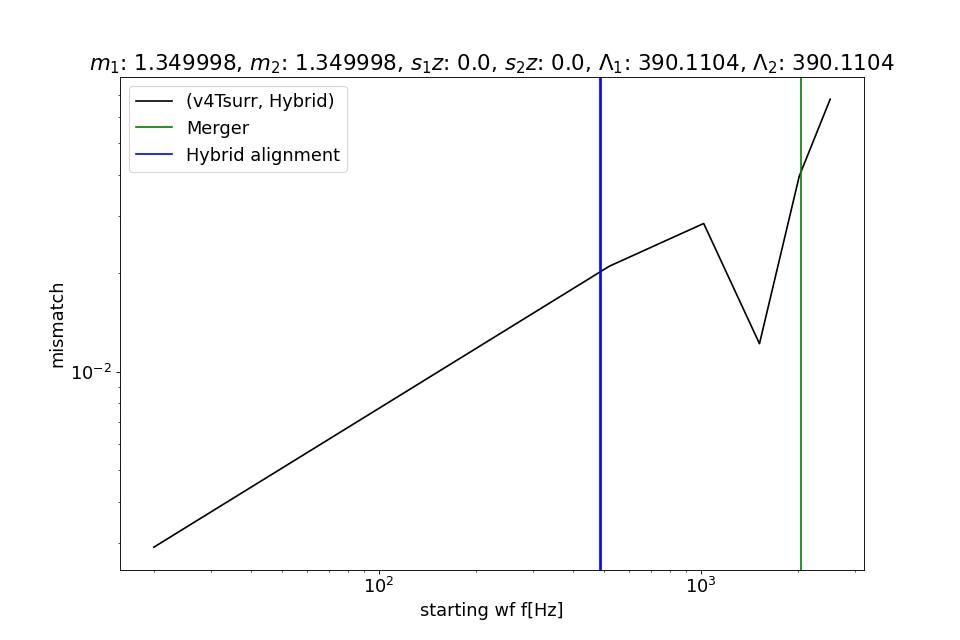 m₁: 1.349998, m₂: 1.349998, s₁z: 0.0, s₂z: 0.0, Λ₁: 390.1104, Λ₂: 390.1104
(v4Tsurr, Hybrid)
Merger
Hybrid alignment
mismatch
10⁻²
10² 10³
starting wf f[Hz]